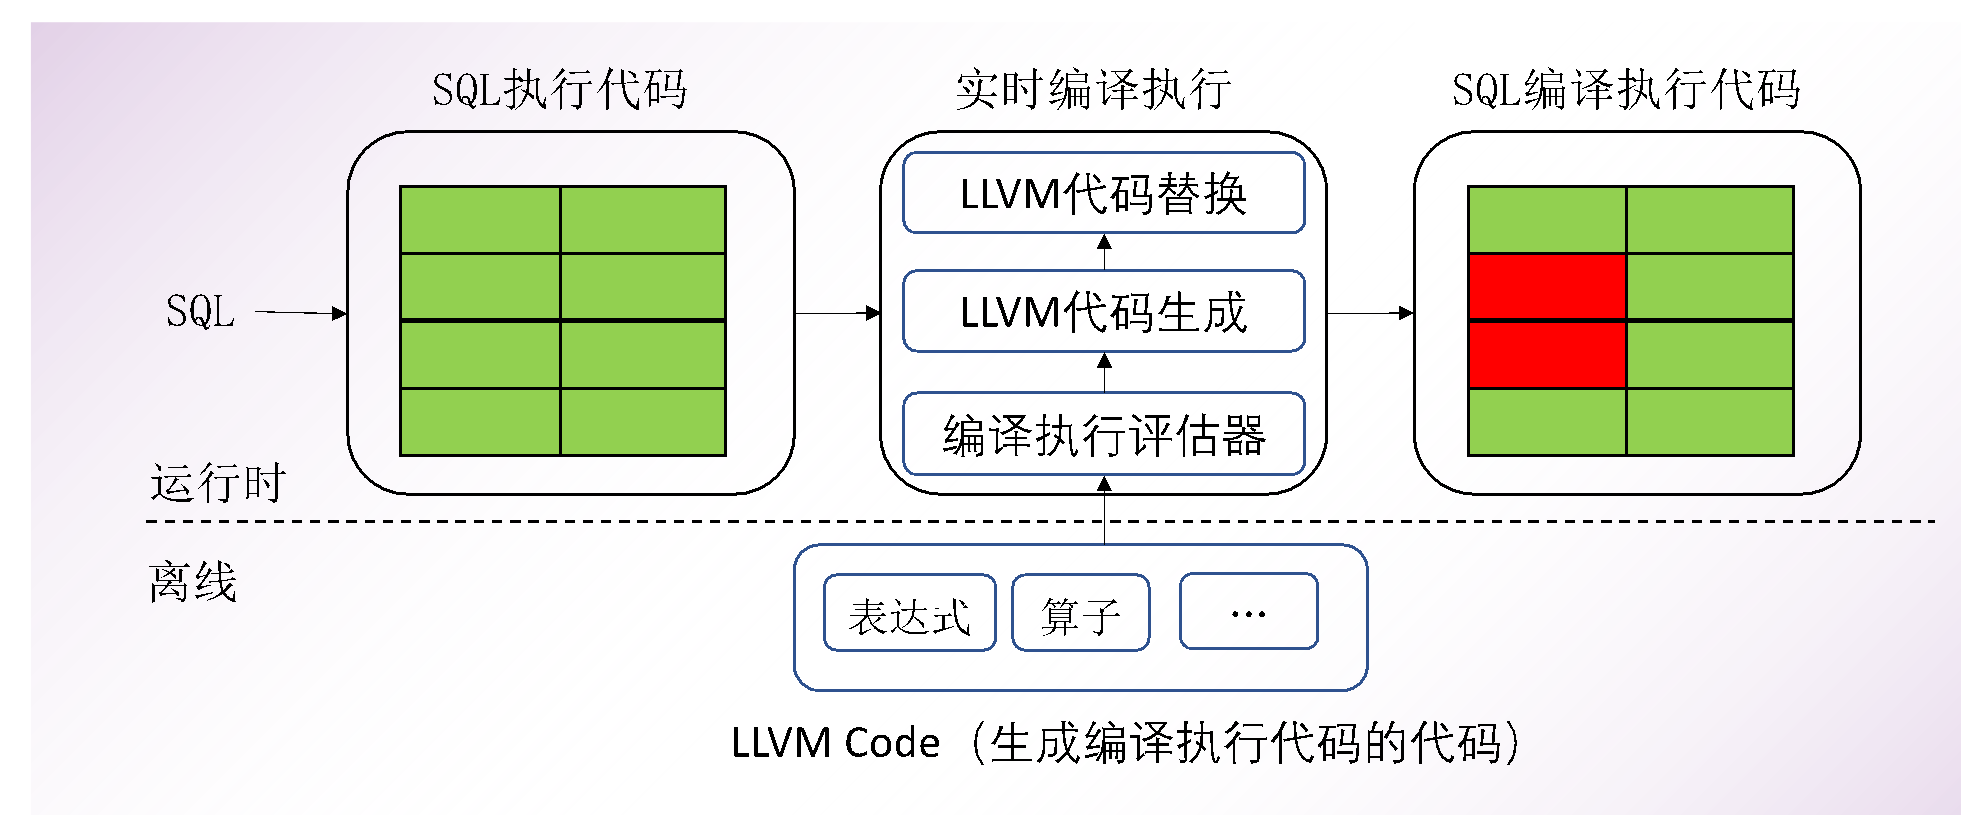 SQL执行代码
实时编译执行
SQL编译执行代码
LLVM代码替换
SQL
LLVM代码生成
编译执行评估器
运行时
离线
表达式
算子
...
LLVM Code（生成编译执行代码的代码）